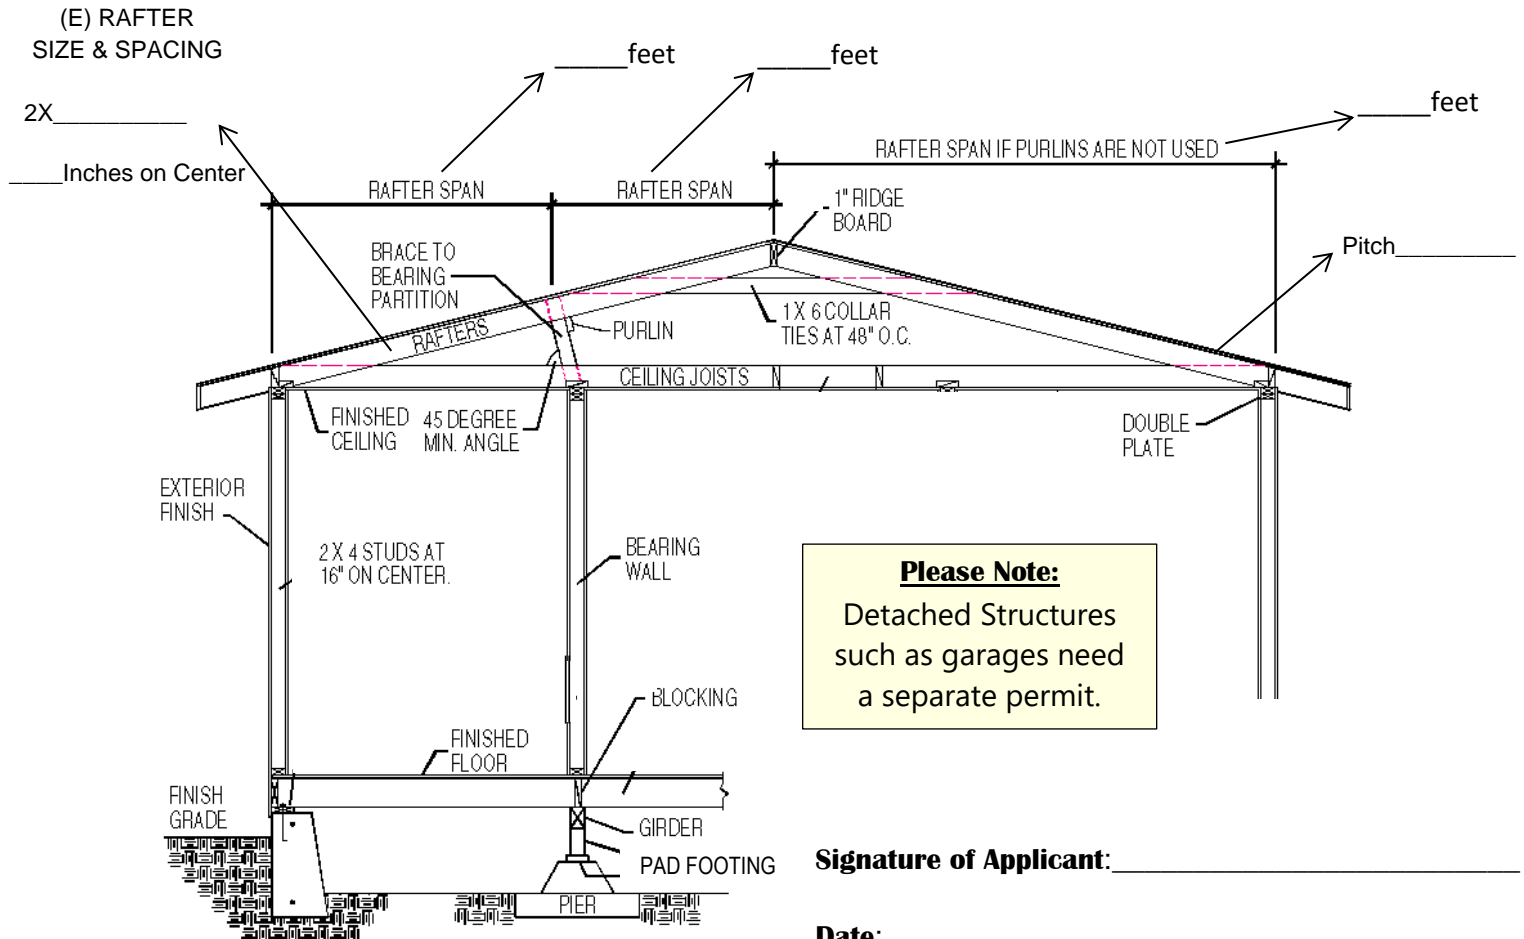 (E) RAFTER
SIZE & SPACING
2X__________
____Inches on Center
_____feet
_____feet
_____feet
RAFTER SPAN IF PURLINS ARE NOT USED
RAFTER SPAN
RAFTER SPAN
1" RIDGE
BOARD
Pitch_________
BRACE TO
BEARING
PARTITION
RAFTERS
PURLIN
1 X 6 COLLAR
TIES AT 48" O.C.
CEILING JOISTS
FINISHED
CEILING
45 DEGREE
MIN. ANGLE
DOUBLE
PLATE
EXTERIOR
FINISH
2 X 4 STUDS AT
16" ON CENTER.
BEARING
WALL
Please Note:
Detached Structures
such as garages need
a separate permit.
BLOCKING
FINISHED
FLOOR
FINISH
GRADE
GIRDER
PAD FOOTING
PIER
Signature of Applicant:______________________________
Date: